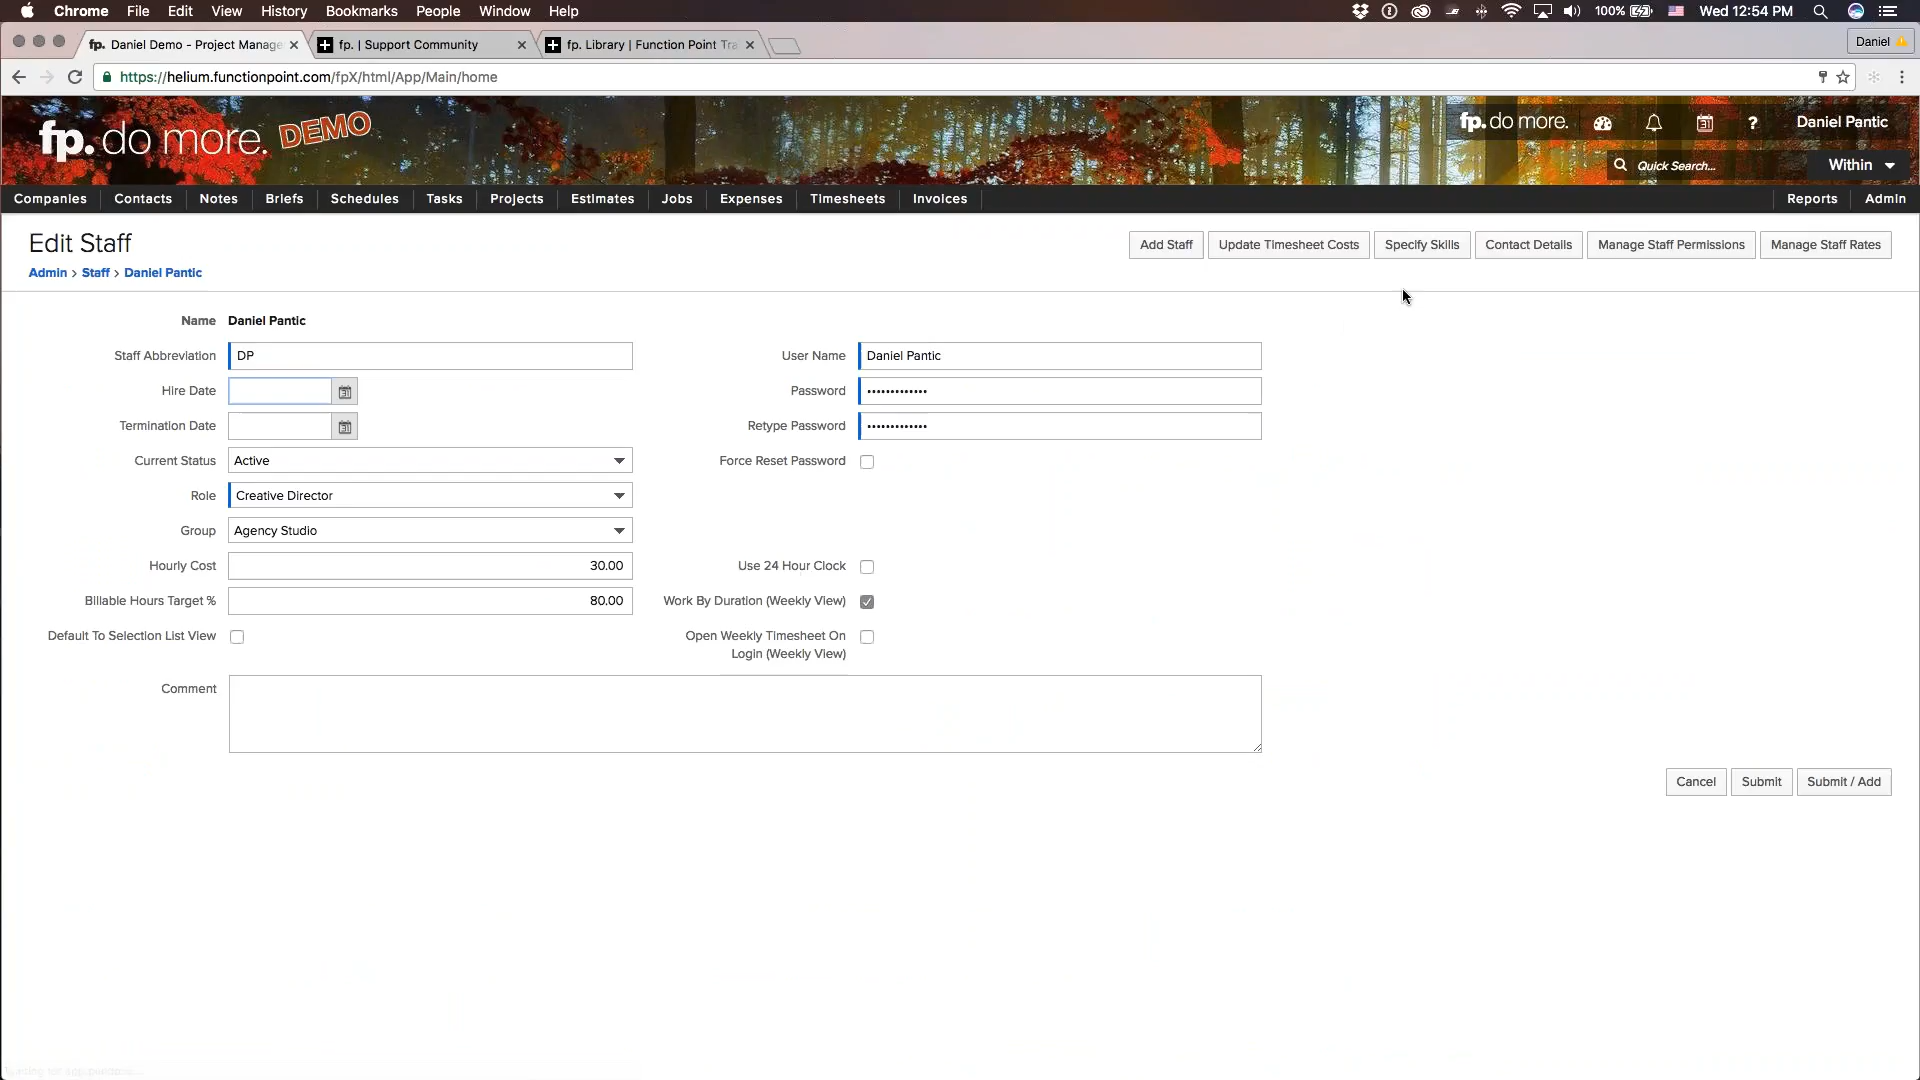 Chrome File Edit View History Bookmarks People Window Help 100% Wed 12:54 PM
fp. Daniel Demo - Project Manage fp. | Support Community fp. Library | Function Point Tra Daniel
https://helium.functionpoint.com/fpX/html/App/Main/home
fp. do more. DEMO
fp. do more. 31 ? Daniel Pantic
Quick Search... Within
Companies Contacts Notes Briefs Schedules Tasks Projects Estimates Jobs Expenses Timesheets Invoices Reports Admin
Edit Staff
Add Staff Update Timesheet Costs Specify Skills Contact Details Manage Staff Permissions Manage Staff Rates
Admin > Staff > Daniel Pantic
Name Daniel Pantic
Staff Abbreviation DP User Name Daniel Pantic
Hire Date 31 Password •••••••••••••
Termination Date 31 Retype Password •••••••••••••
Current Status Active Force Reset Password
Role Creative Director
Group Agency Studio
Hourly Cost 30.00 Use 24 Hour Clock
Billable Hours Target % 80.00 Work By Duration (Weekly View)
Default To Selection List View Open Weekly Timesheet On
Login (Weekly View)
Comment
Cancel Submit Submit / Add